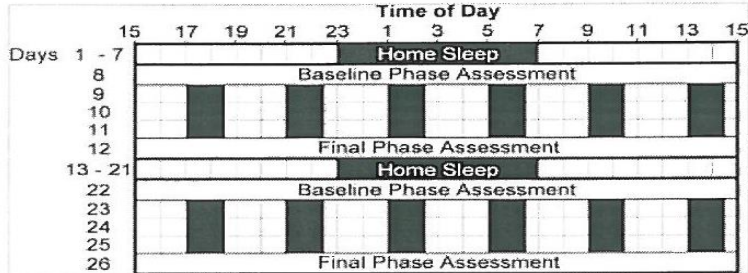 Time of Day
15 17 19 21 23 1 3 5 7 9 11 13 15
Days 1 - 7 Home Sleep
8 Baseline Phase Assessment
9
10
11
12 Final Phase Assessment
13 - 21 Home Sleep
22 Baseline Phase Assessment
23
24
25
26 Final Phase Assessment